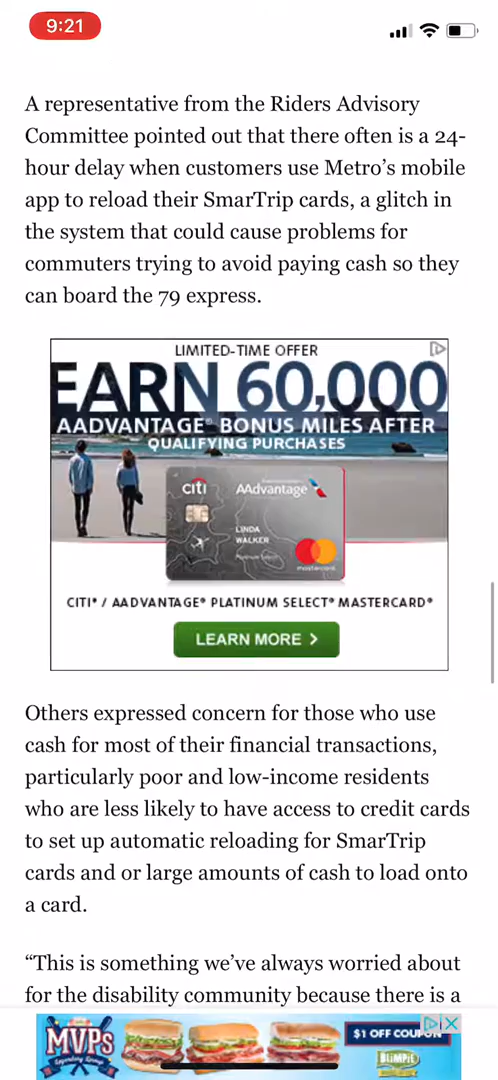 9:21
A representative from the Riders Advisory
Committee pointed out that there often is a 24-
hour delay when customers use Metro’s mobile
app to reload their SmarTrip cards, a glitch in
the system that could cause problems for
commuters trying to avoid paying cash so they
can board the 79 express.
LIMITED-TIME OFFER
EARN 60,000
AADVANTAGE® BONUS MILES AFTER
QUALIFYING PURCHASES
citi AAdvantage
LINDA
WALKER
Platinum Select
mastercard
CITI® / AADVANTAGE® PLATINUM SELECT® MASTERCARD®
LEARN MORE >
Others expressed concern for those who use
cash for most of their financial transactions,
particularly poor and low-income residents
who are less likely to have access to credit cards
to set up automatic reloading for SmarTrip
cards and or large amounts of cash to load onto
a card.
“This is something we’ve always worried about
for the disability community because there is a
MVPs
$1 OFF COUPON
BLIMPIE